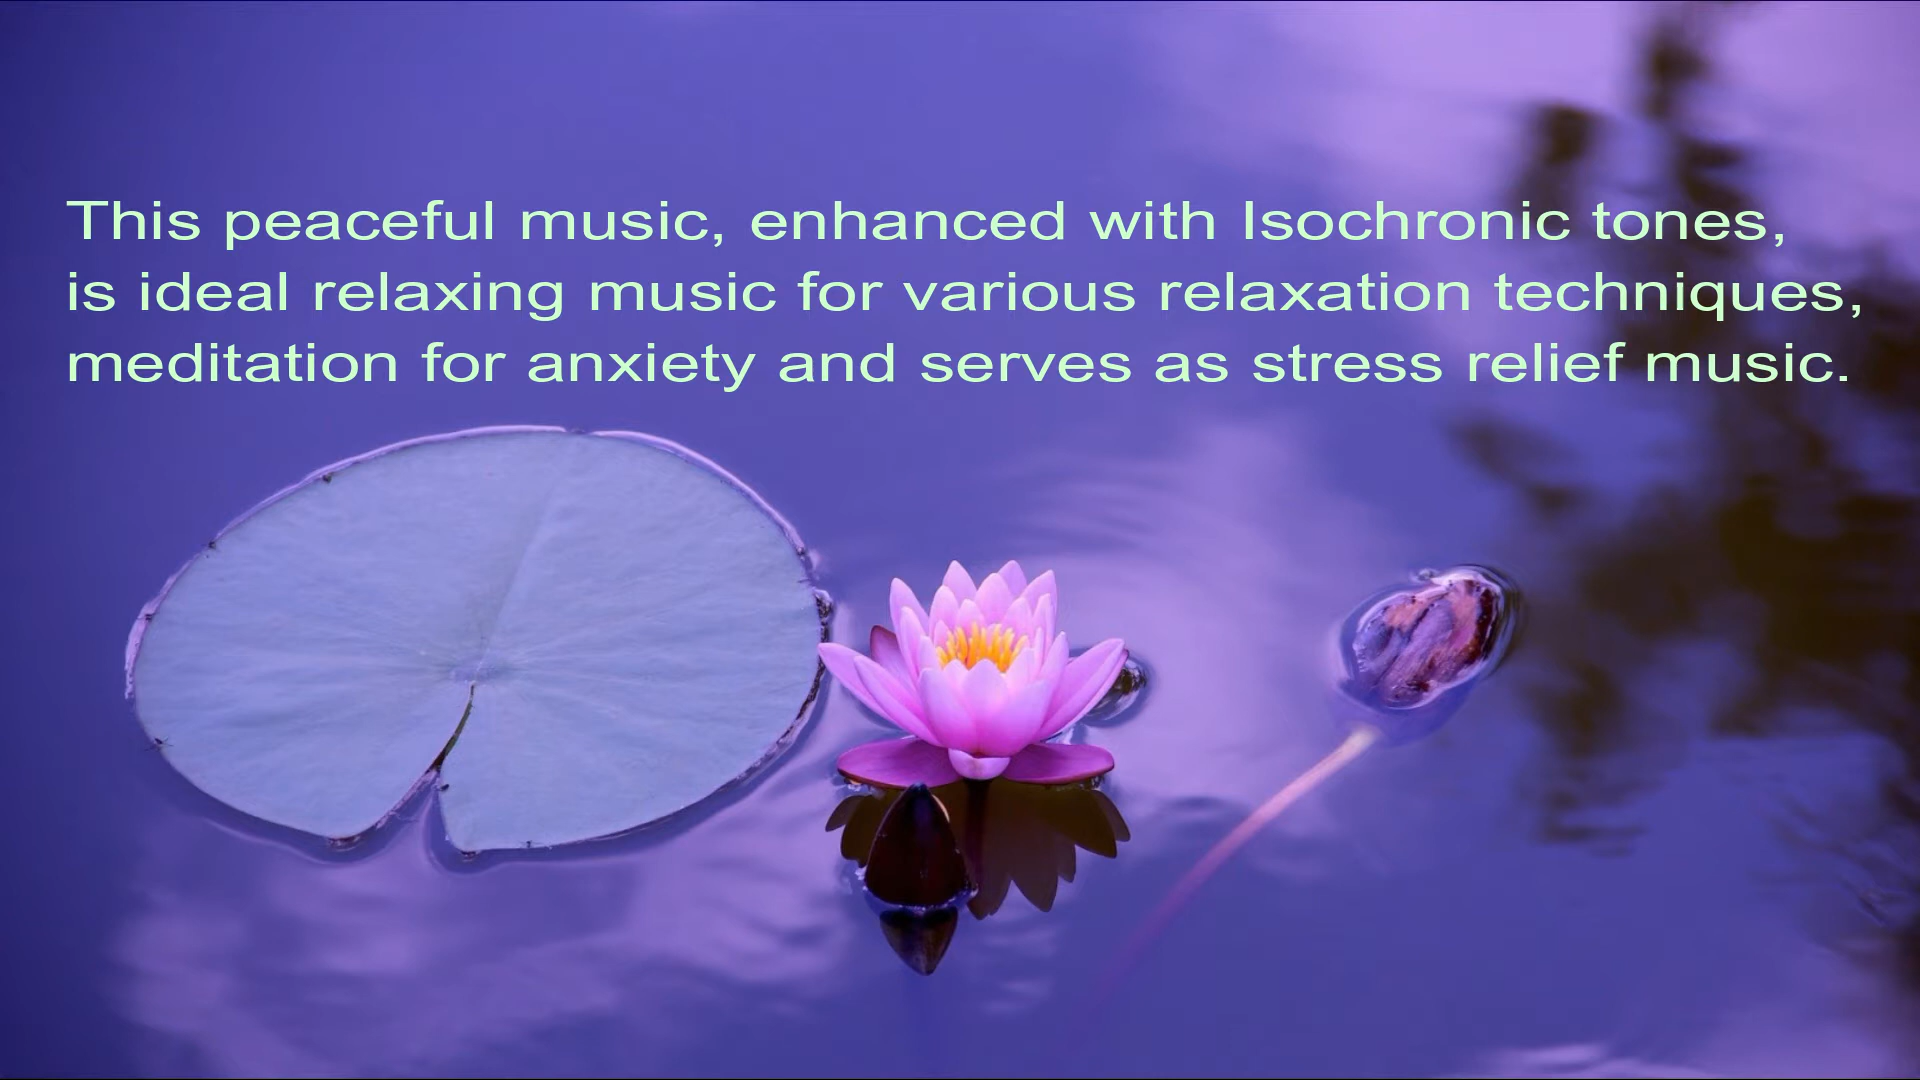 This peaceful music, enhanced with Isochronic tones,
is ideal relaxing music for various relaxation techniques,
meditation for anxiety and serves as stress relief music.